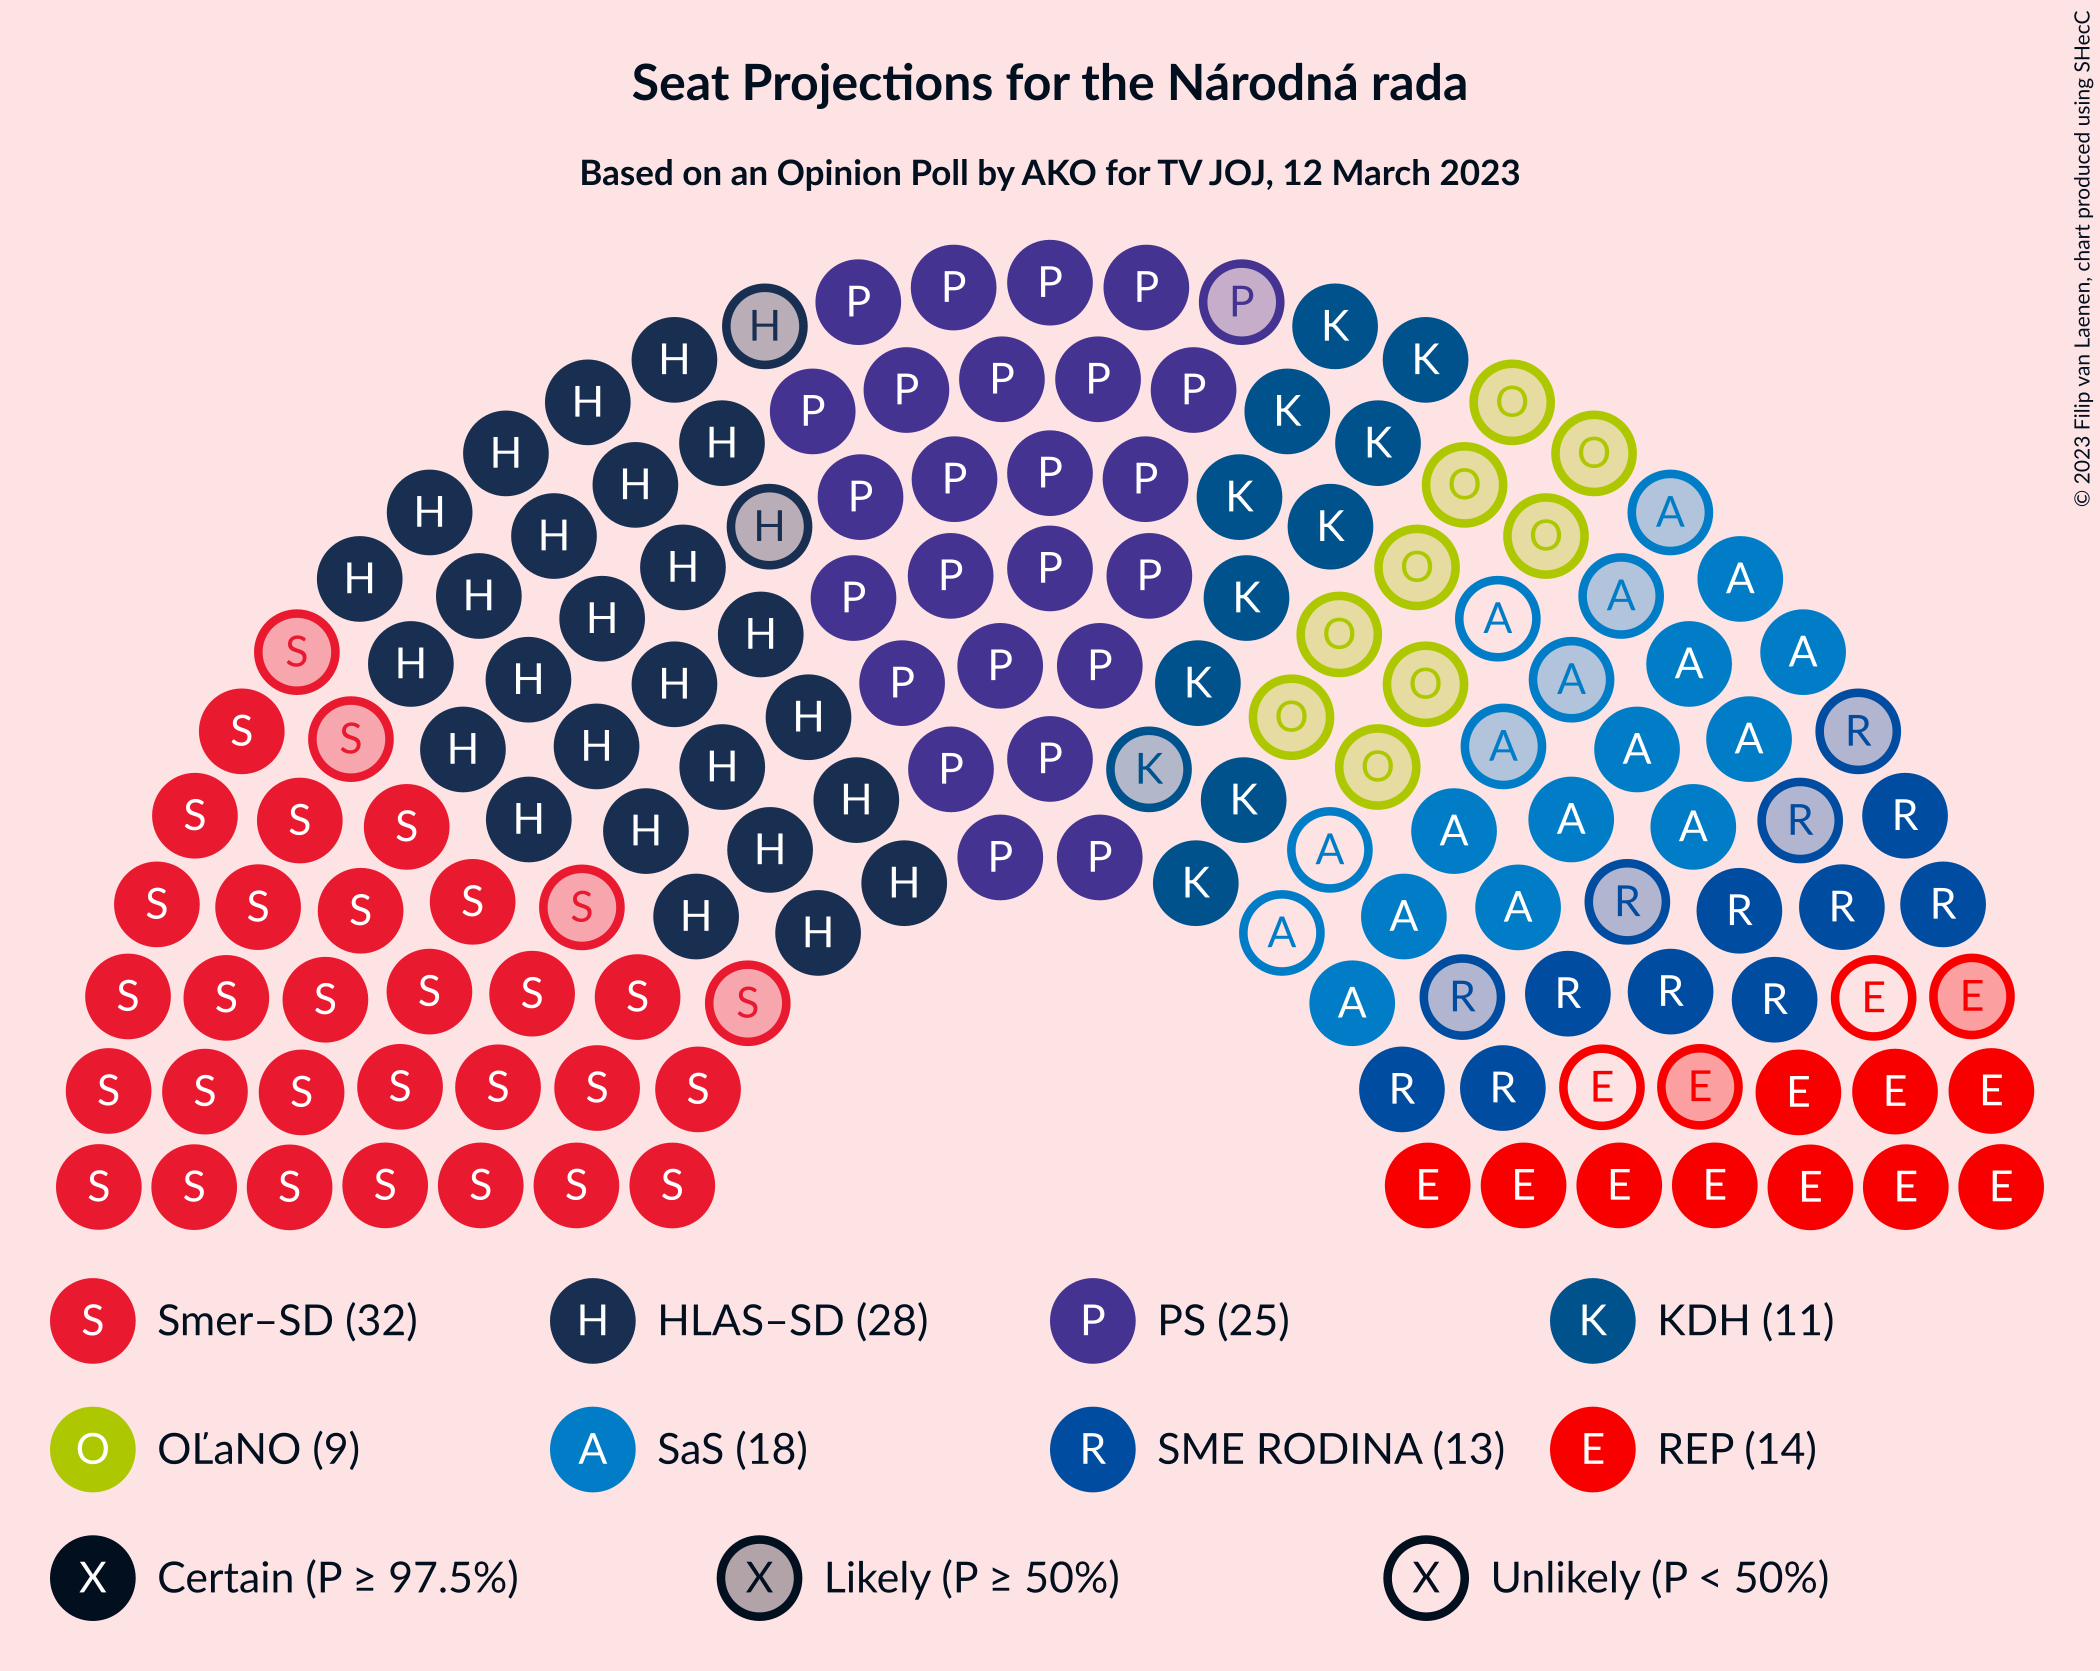 Seat Projections for the Národná rada
Based on an Opinion Poll by AKO for TV JOJ, 12 March 2023
© 2023 Filip van Laenen, chart produced using SHecC
P P P P P
H H K K
H P P P P P K O
H H K O
H H P P P P K O A
H H H K O A
H H H P P P P K O A A
S H H H K O A A
S S H H H P P P K O A A A R
S S S H H H P P K O A A A R
S S S H H H H K A A A A R R
S S S S S H H P P K A A A R R R R
S S S S S S S H A A R R R R E E
S S S S S S S R R E E E E E
S S S S S S S E E E E E E E
S Smer–SD (32) H HLAS–SD (28) P PS (25) K KDH (11)
O OĽaNO (9) A SaS (18) R SME RODINA (13) E REP (14)
X Certain (P ≥ 97.5%) X Likely (P ≥ 50%) X Unlikely (P < 50%)